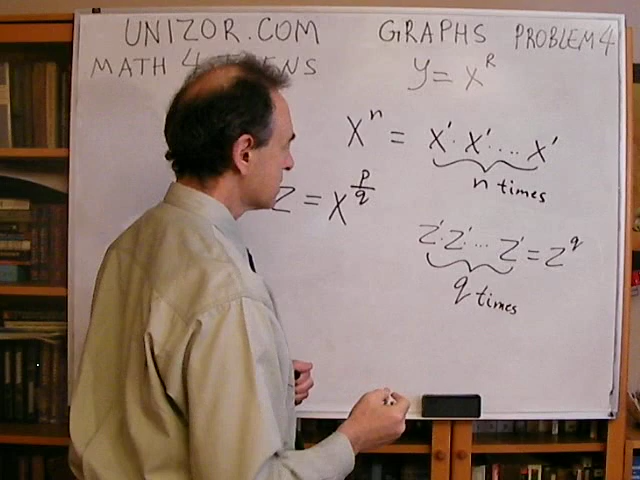 UNIZOR.COM GRAPHS PROBLEM 4
MATH 4 TEENS y = x^R
x^n = x' · x' · ... · x'
n times
z = x^(p/q)
z' · z' ... z' = z^q
q times